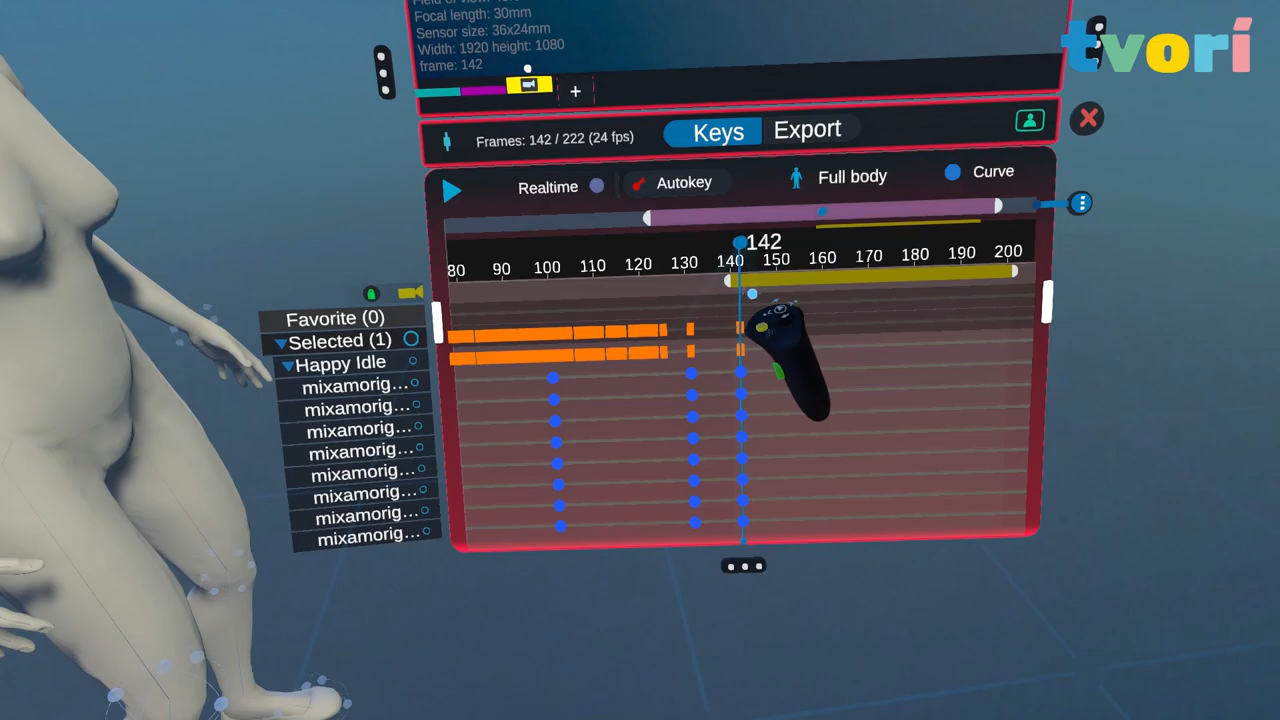 Focal length: 30mm
Sensor size: 36x24mm
Width: 1920 height: 1080
frame: 142
tvori
+
Frames: 142 / 222 (24 fps)
Keys
Export
Realtime
Autokey
Full body
Curve
142
80 90 100 110 120 130 140 150 160 170 180 190 200
Favorite (0)
Selected (1)
Happy Idle
mixamorig...
mixamorig...
mixamorig...
mixamorig...
mixamorig...
mixamorig...
mixamorig...
mixamorig...